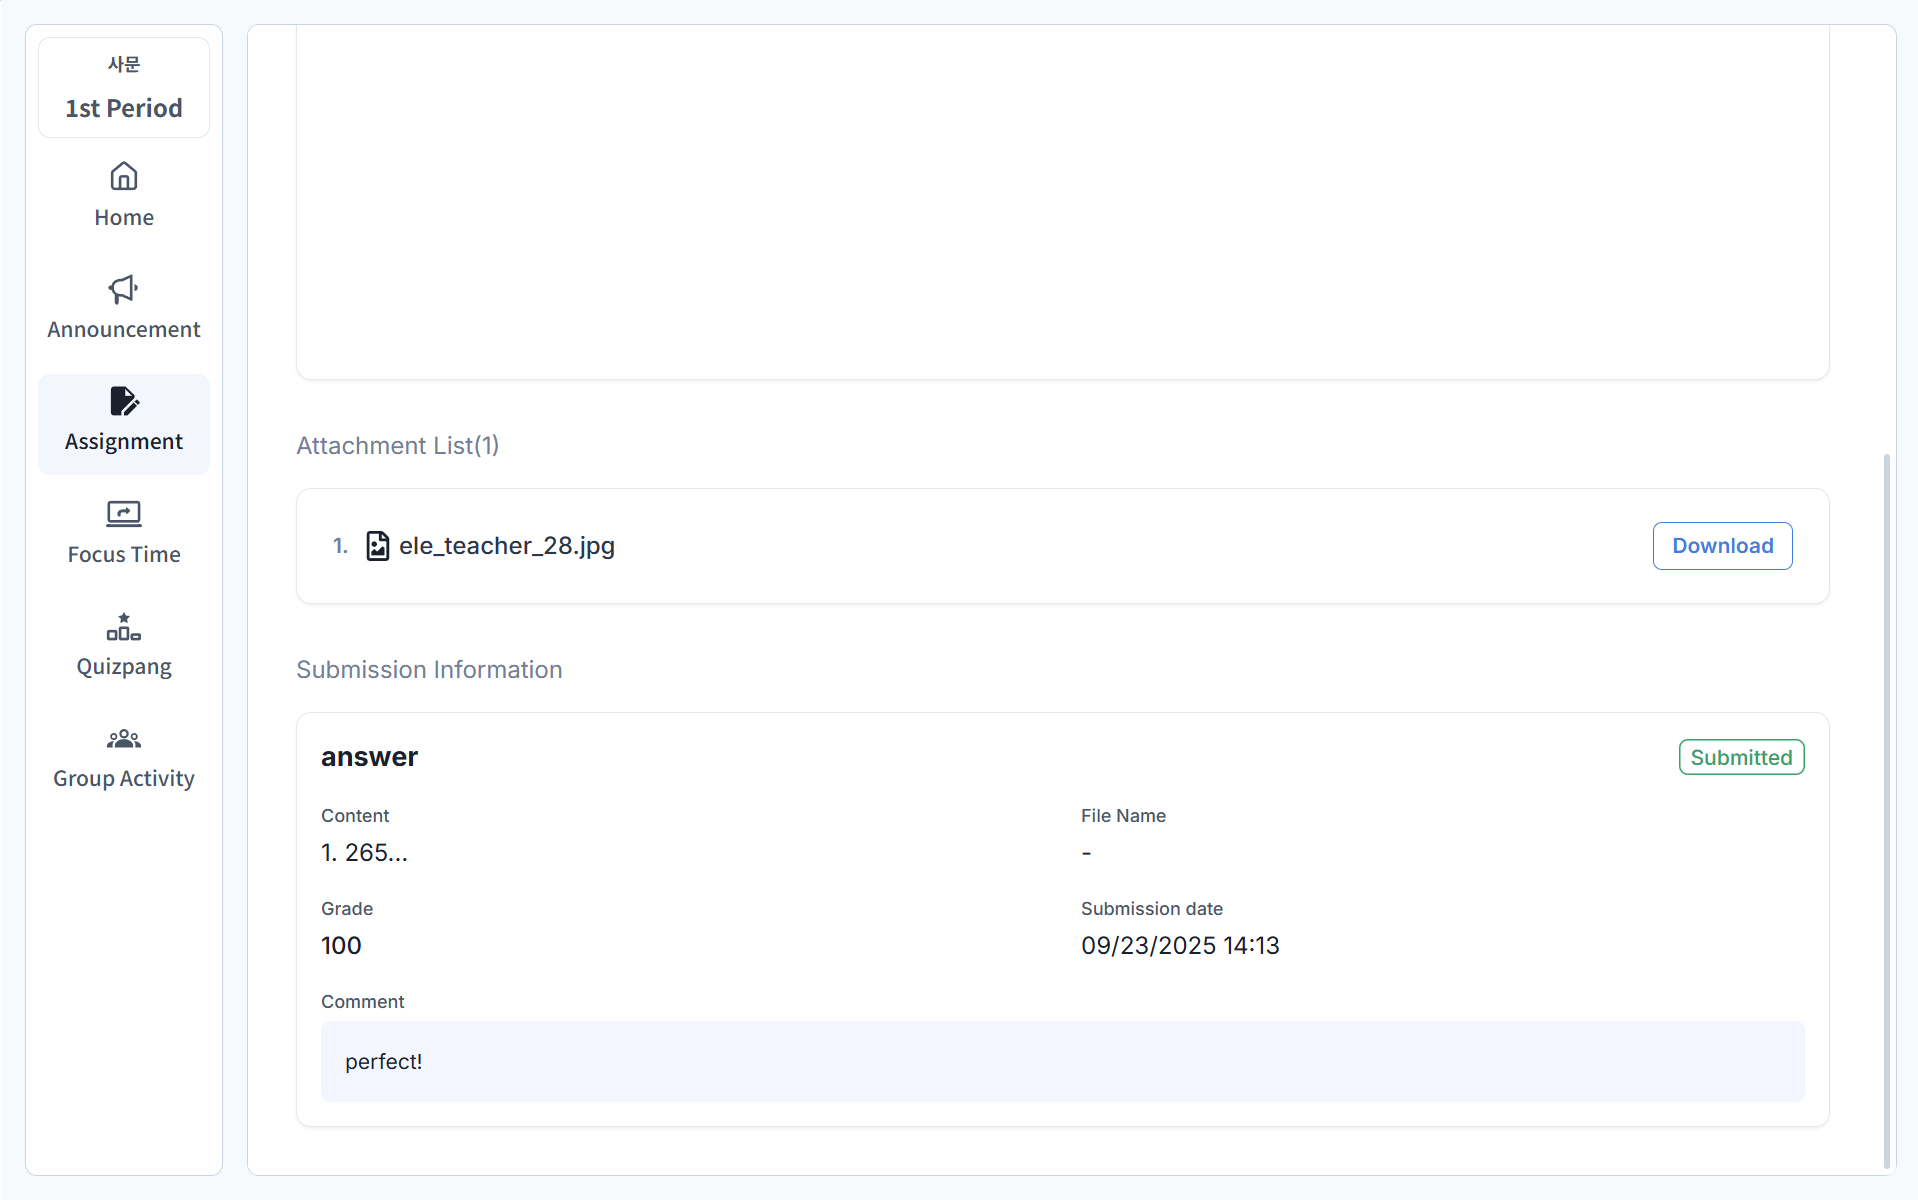 사문
1st Period
Home
Announcement
Assignment
Focus Time
Quizpang
Group Activity
Attachment List(1)
1. ele_teacher_28.jpg
Download
Submission Information
answer
Submitted
Content
1. 265...
File Name
-
Grade
100
Submission date
09/23/2025 14:13
Comment
perfect!